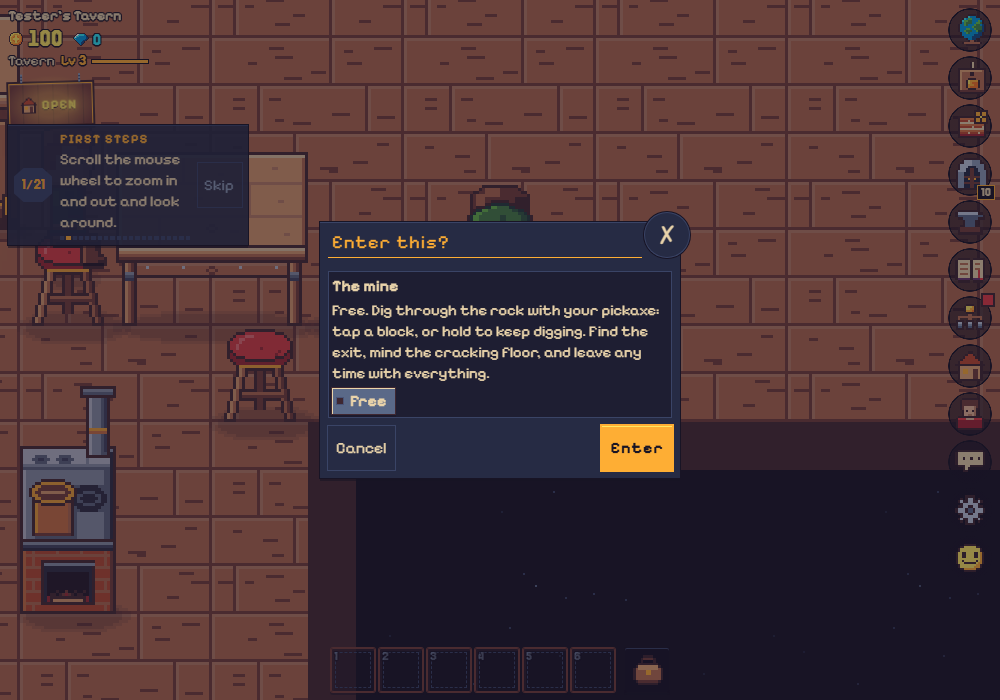 Tester's Tavern
100 0
Tavern Lv 3
OPEN
FIRST STEPS
Scroll the mouse
wheel to zoom in
and out and look
around.
1/21
Skip
10
Enter this?
X
The mine
Free. Dig through the rock with your pickaxe:
tap a block, or hold to keep digging. Find the
exit, mind the cracking floor, and leave any
time with everything.
Free
Cancel
Enter
1 2 3 4 5 6